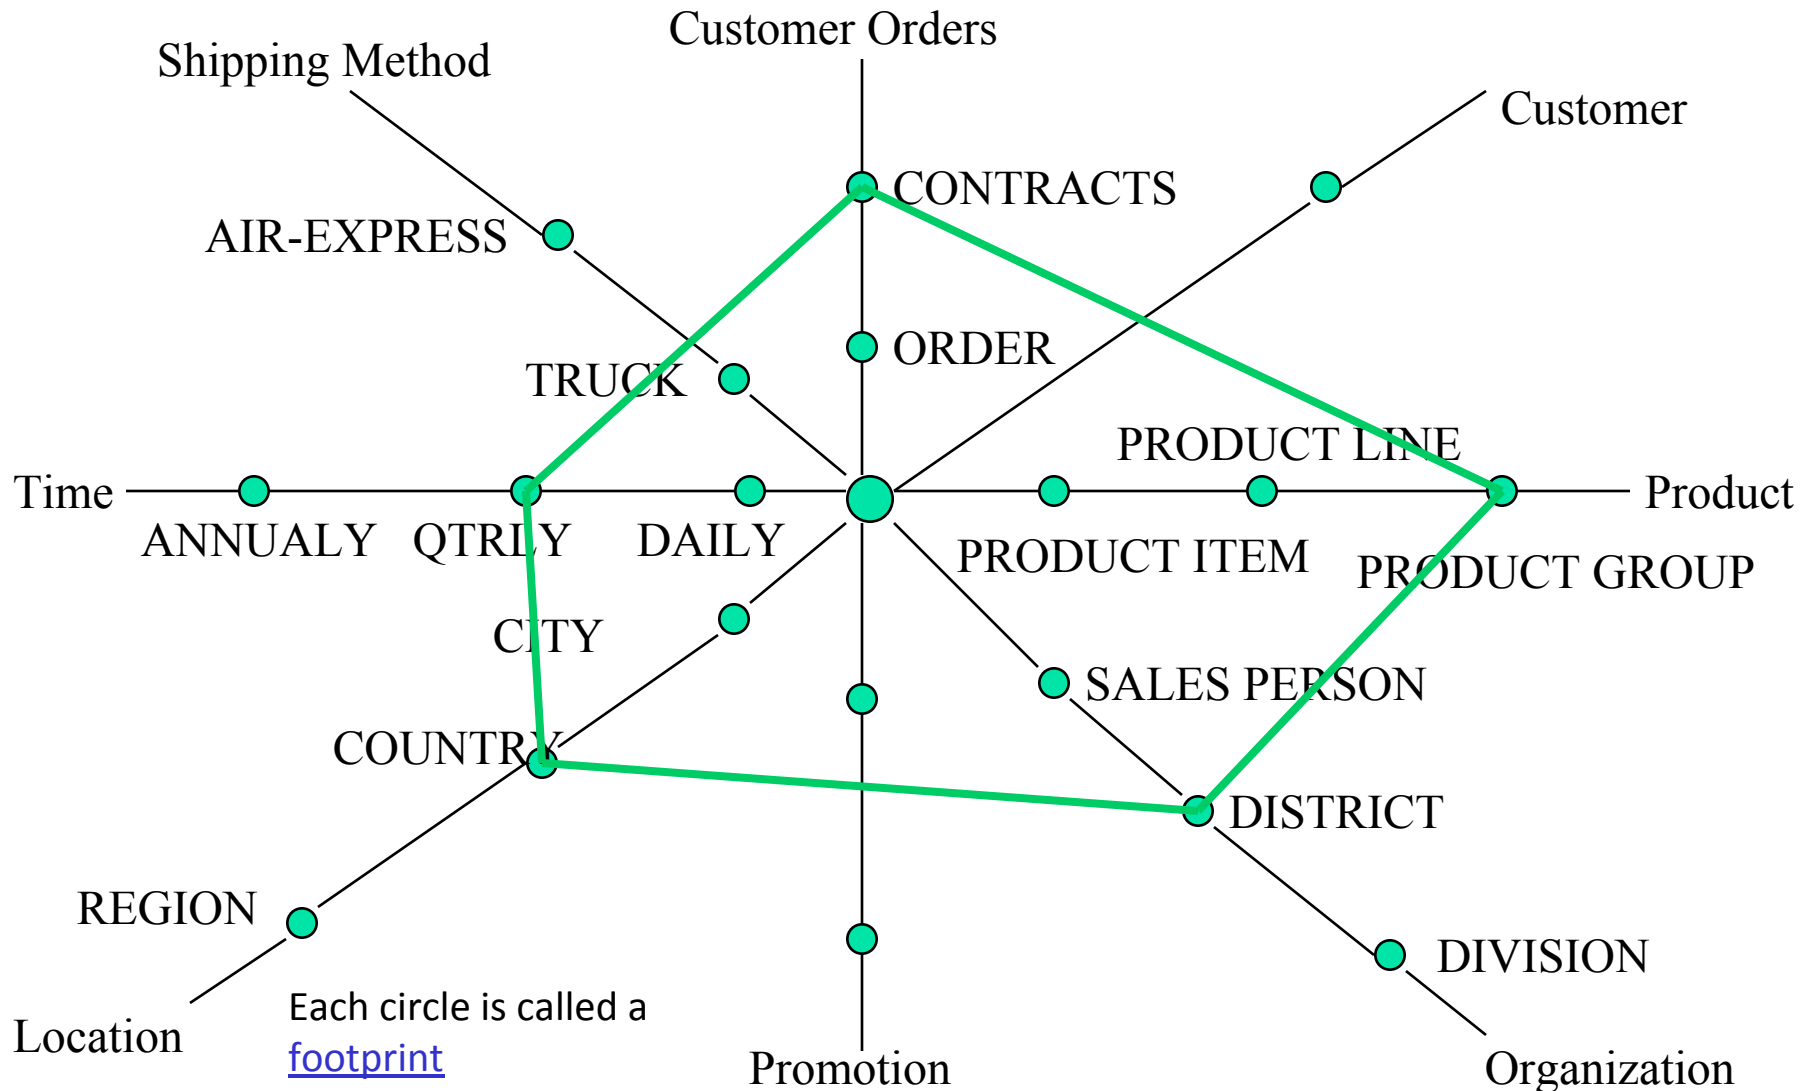 Customer Orders
Shipping Method
Customer
CONTRACTS
AIR-EXPRESS
ORDER
TRUCK
PRODUCT LINE
Time
Product
ANNUALY
QTRLY
DAILY
PRODUCT ITEM
PRODUCT GROUP
CITY
SALES PERSON
COUNTRY
DISTRICT
REGION
DIVISION
Each circle is called a
footprint
Location
Promotion
Organization